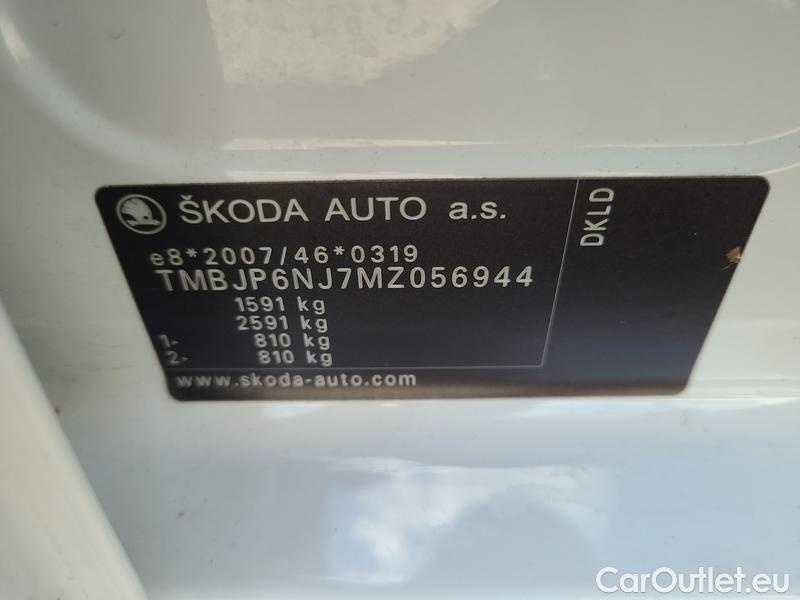 ŠKODA AUTO a.s.
DKLD
e8*2007/46*0319
TMBJP6NJ7MZ056944
1591 kg
2591 kg
1- 810 kg
2- 810 kg
www.skoda-auto.com
CarOutlet.eu